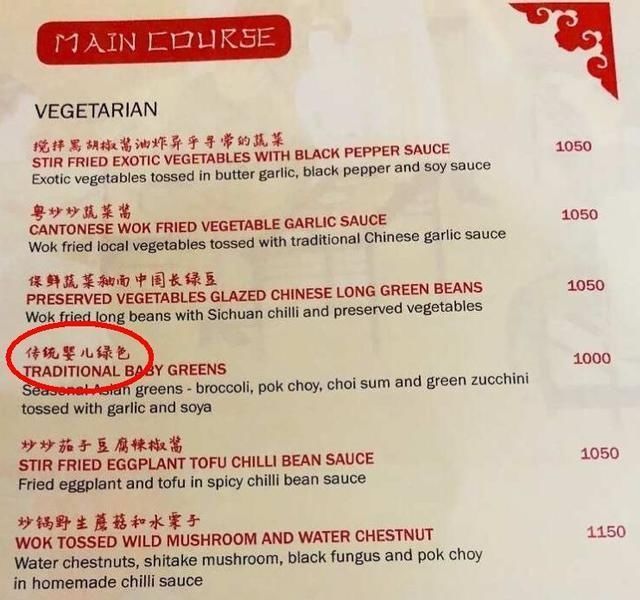 MAIN COURSE
VEGETARIAN
搅拌黑胡椒酱油炸异乎寻常的蔬菜
STIR FRIED EXOTIC VEGETABLES WITH BLACK PEPPER SAUCE 1050
Exotic vegetables tossed in butter garlic, black pepper and soy sauce
粤炒炒蔬菜酱
CANTONESE WOK FRIED VEGETABLE GARLIC SAUCE 1050
Wok fried local vegetables tossed with traditional Chinese garlic sauce
保鲜蔬菜釉面中国长绿豆
PRESERVED VEGETABLES GLAZED CHINESE LONG GREEN BEANS 1050
Wok fried long beans with Sichuan chilli and preserved vegetables
传统婴儿绿色
TRADITIONAL BABY GREENS 1000
Seasonal Asian greens - broccoli, pok choy, choi sum and green zucchini
tossed with garlic and soya
炒炒茄子豆腐辣椒酱
STIR FRIED EGGPLANT TOFU CHILLI BEAN SAUCE 1050
Fried eggplant and tofu in spicy chilli bean sauce
炒锅野生蘑菇和水栗子
WOK TOSSED WILD MUSHROOM AND WATER CHESTNUT 1150
Water chestnuts, shitake mushroom, black fungus and pok choy
in homemade chilli sauce